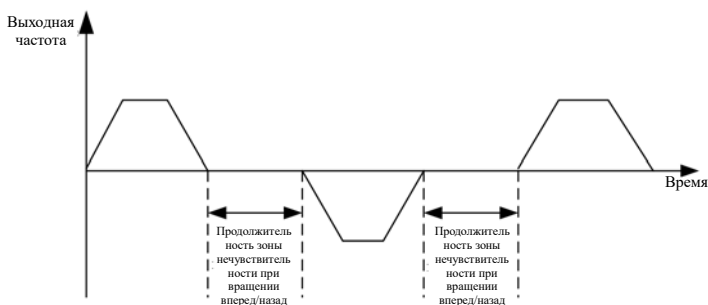 Выходная
частота
Время
Продолжитель
ность зоны
нечувствитель
ности при
вращении
вперед/назад
Продолжитель
ность зоны
нечувствитель
ности при
вращении
вперед/назад